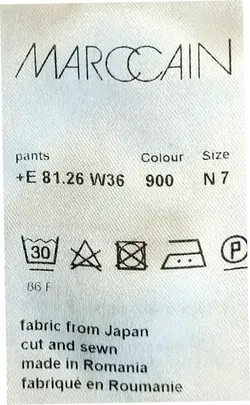 MARCCAIN
pants Colour Size
+E 81.26 W36 900 N 7
30 P
86 F
fabric from Japan
cut and sewn
made in Romania
fabriqué en Roumanie